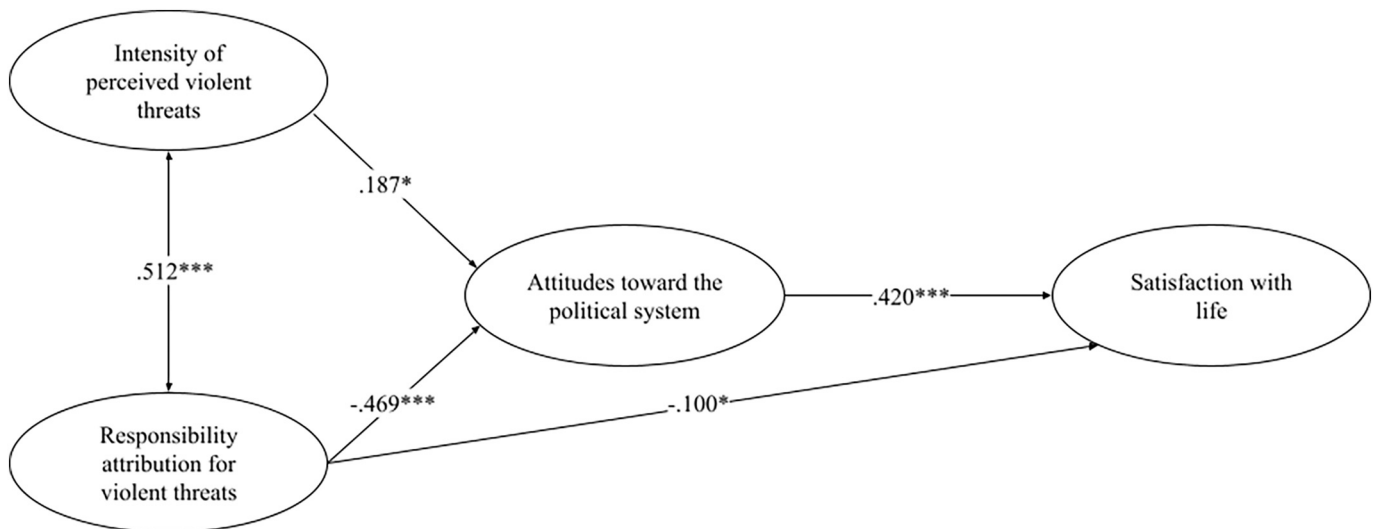 Intensity of
perceived violent
threats
.187*
.512***
Attitudes toward the
political system
.420***
Satisfaction with
life
-.469***
-.100*
Responsibility
attribution for
violent threats